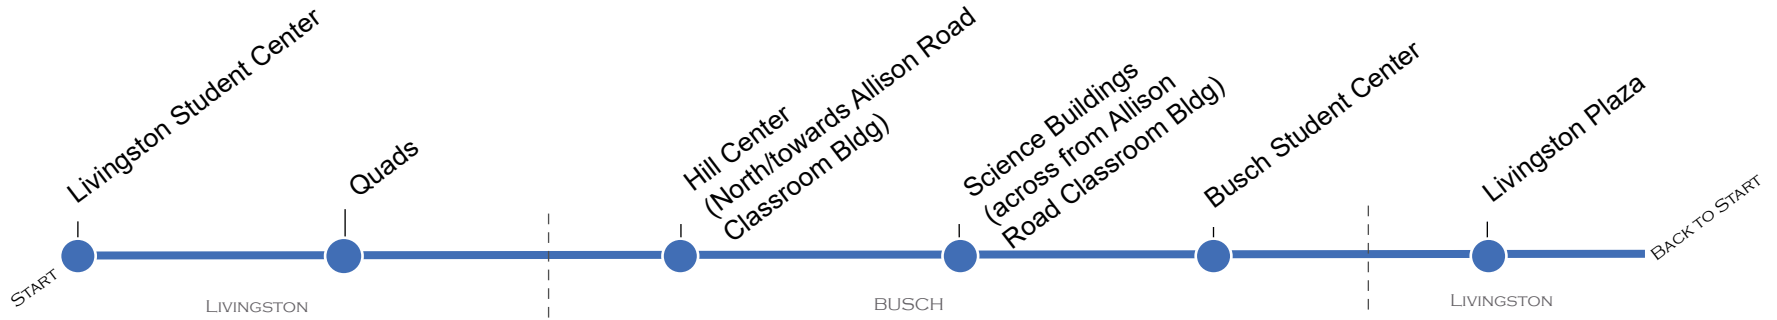 Livingston Student Center
Quads
Hill Center
(North/towards Allison Road
Classroom Bldg)
Science Buildings
(across from Allison
Road Classroom Bldg)
Busch Student Center
Livingston Plaza
START
BACK TO START
LIVINGSTON
BUSCH
LIVINGSTON